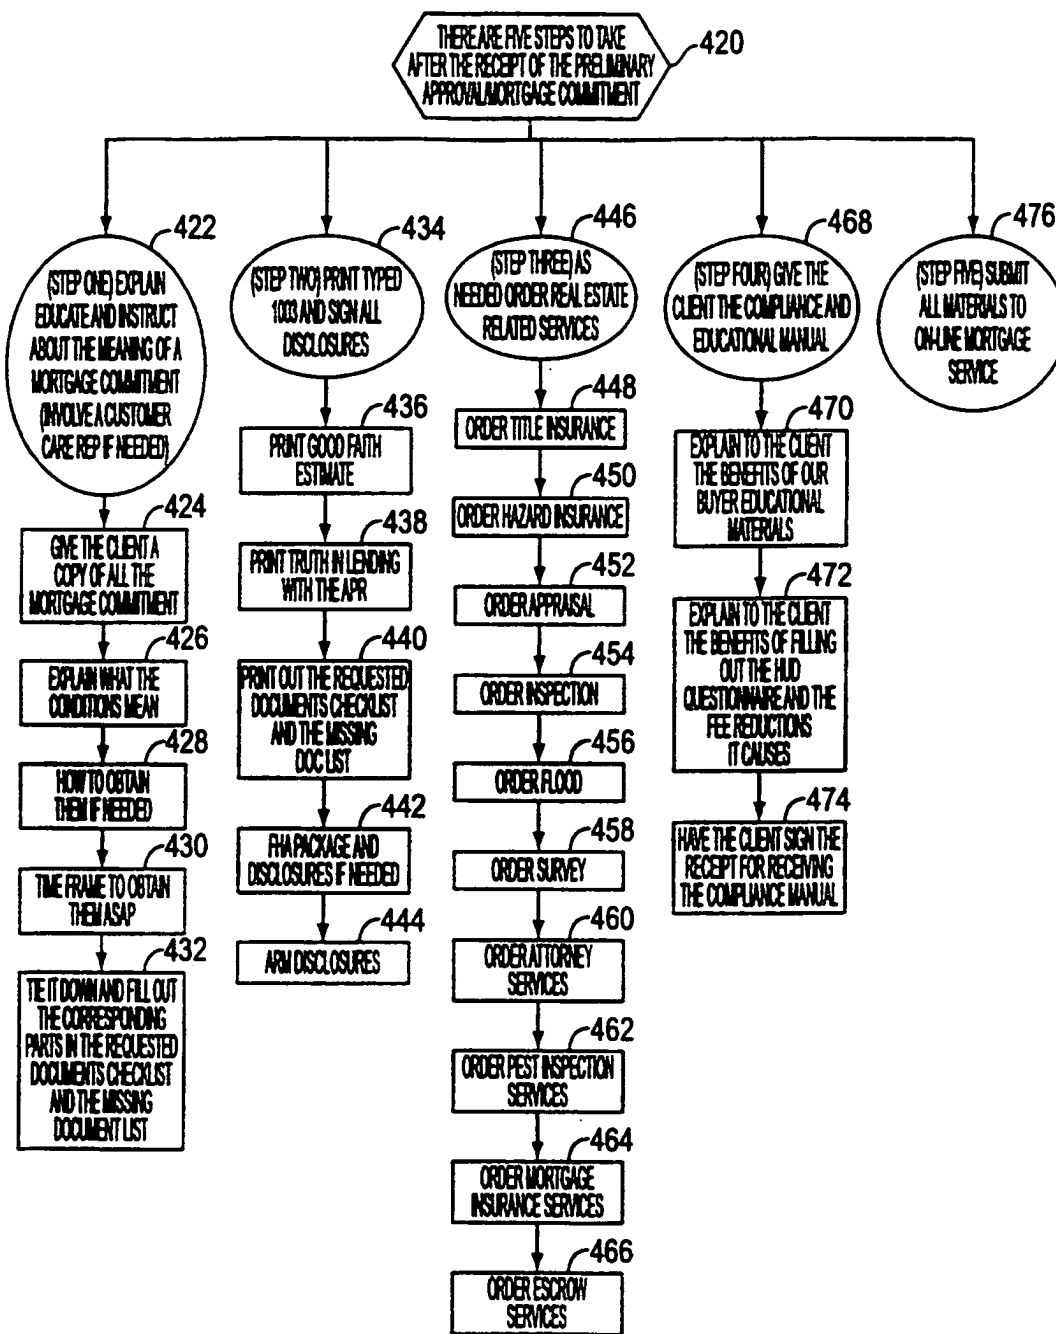 THERE ARE FIVE STEPS TO TAKE
AFTER THE RECEIPT OF THE PRELIMINARY
APPROVAL/MORTGAGE COMMITMENT
420
422
(STEP ONE) EXPLAIN
EDUCATE AND INSTRUCT
ABOUT THE MEANING OF A
MORTGAGE COMMITMENT
(INVOLVE A CUSTOMER
CARE REP IF NEEDED)
424
GIVE THE CLIENT A
COPY OF ALL THE
MORTGAGE COMMITMENT
426
EXPLAIN WHAT THE
CONDITIONS MEAN
428
HOW TO OBTAIN
THEM IF NEEDED
430
TIME FRAME TO OBTAIN
THEM ASAP
432
TIE IT DOWN AND FILL OUT
THE CORRESPONDING
PARTS IN THE REQUESTED
DOCUMENTS CHECKLIST
AND THE MISSING
DOCUMENT LIST
434
(STEP TWO) PRINT TYPED
1003 AND SIGN ALL
DISCLOSURES
436
PRINT GOOD FAITH
ESTIMATE
438
PRINT TRUTH IN LENDING
WITH THE APR
440
PRINT OUT THE REQUESTED
DOCUMENTS CHECKLIST
AND THE MISSING
DOC LIST
442
FHA PACKAGE AND
DISCLOSURES IF NEEDED
444
ARM DISCLOSURES
446
(STEP THREE) AS
NEEDED ORDER REAL ESTATE
RELATED SERVICES
448
ORDER TITLE INSURANCE
450
ORDER HAZARD INSURANCE
452
ORDER APPRAISAL
454
ORDER INSPECTION
456
ORDER FLOOD
458
ORDER SURVEY
460
ORDER ATTORNEY
SERVICES
462
ORDER PEST INSPECTION
SERVICES
464
ORDER MORTGAGE
INSURANCE SERVICES
466
ORDER ESCROW
SERVICES
468
(STEP FOUR) GIVE THE
CLIENT THE COMPLIANCE AND
EDUCATIONAL MANUAL
470
EXPLAIN TO THE CLIENT
THE BENEFITS OF OUR
BUYER EDUCATIONAL
MATERIALS
472
EXPLAIN TO THE CLIENT
THE BENEFITS OF FILLING
OUT THE HUD
QUESTIONNAIRE AND THE
FEE REDUCTIONS
IT CAUSES
474
HAVE THE CLIENT SIGN THE
RECEIPT FOR RECEIVING
THE COMPLIANCE MANUAL
476
(STEP FIVE) SUBMIT
ALL MATERIALS TO
ON-LINE MORTGAGE
SERVICE